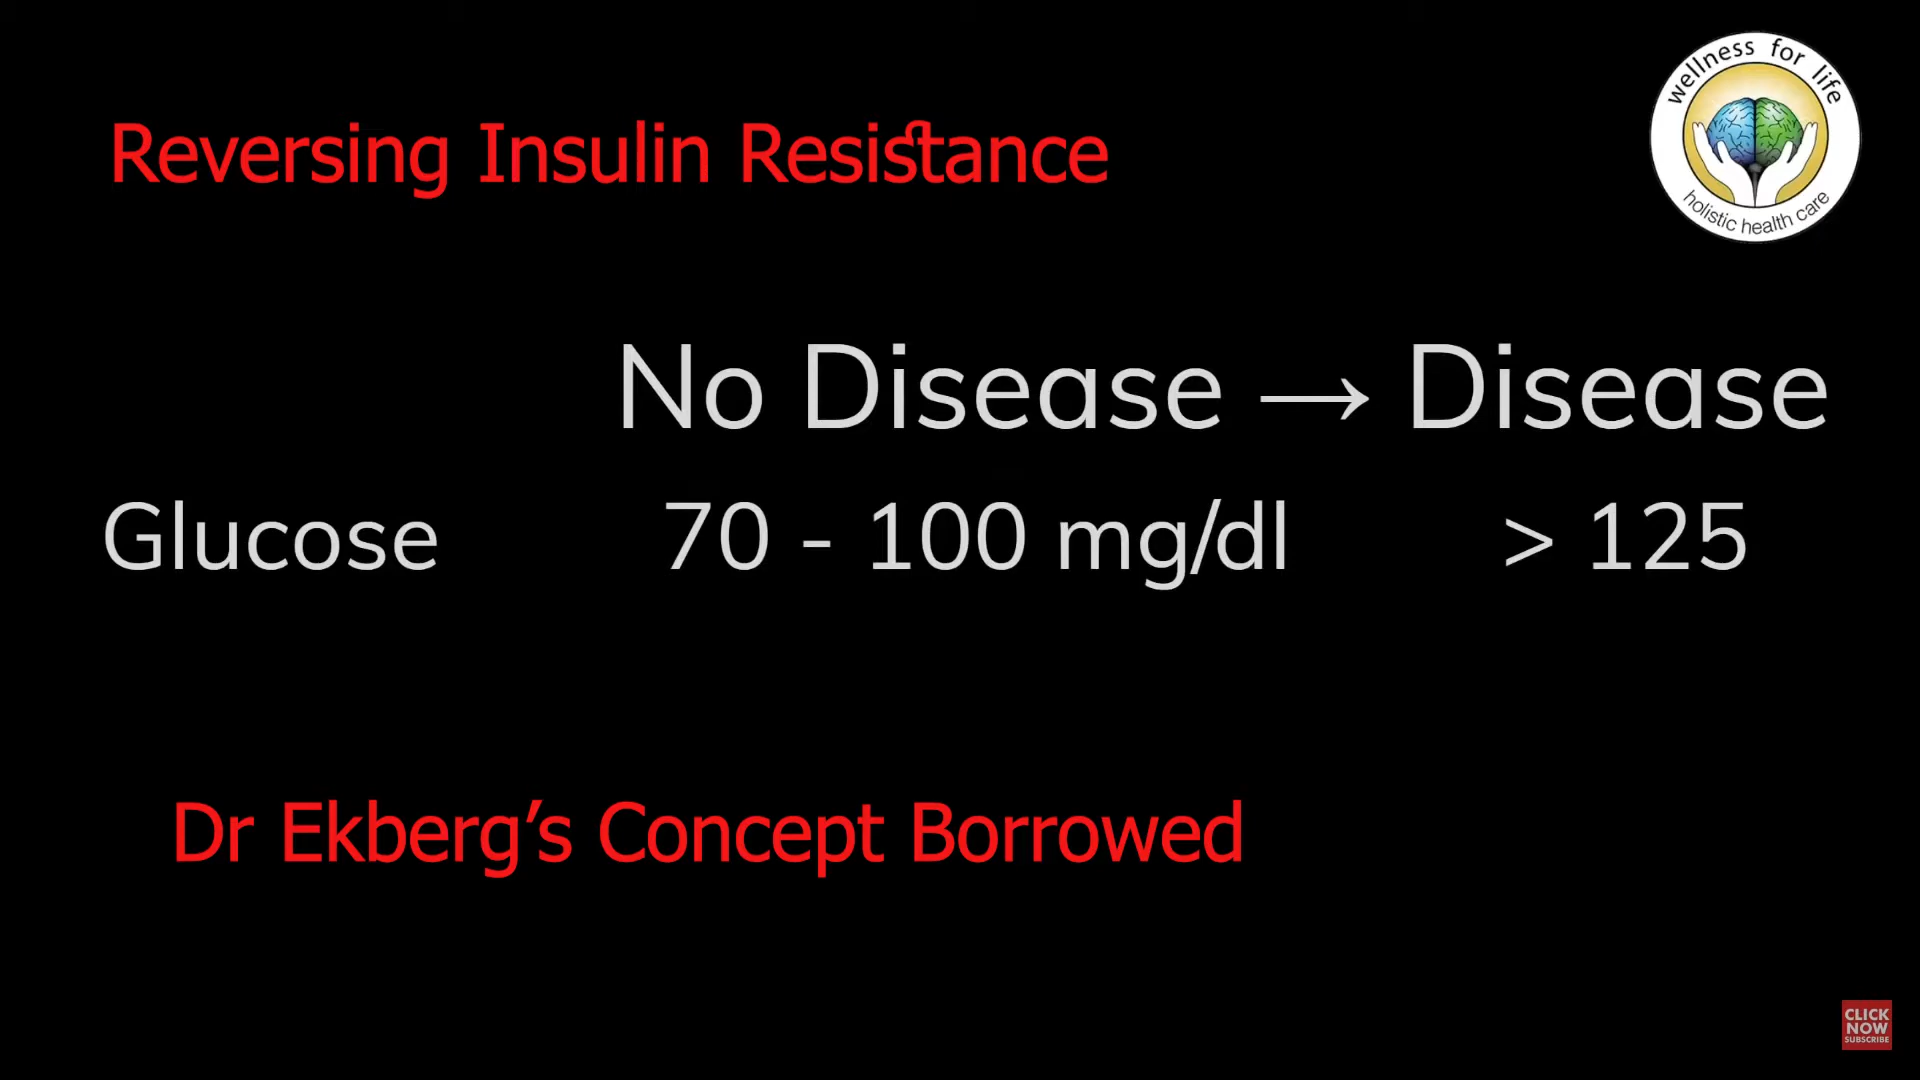 Reversing Insulin Resistance
wellness for life
holistic health care
No Disease → Disease
Glucose 70 - 100 mg/dl > 125
Dr Ekberg’s Concept Borrowed
CLICK
NOW
SUBSCRIBE